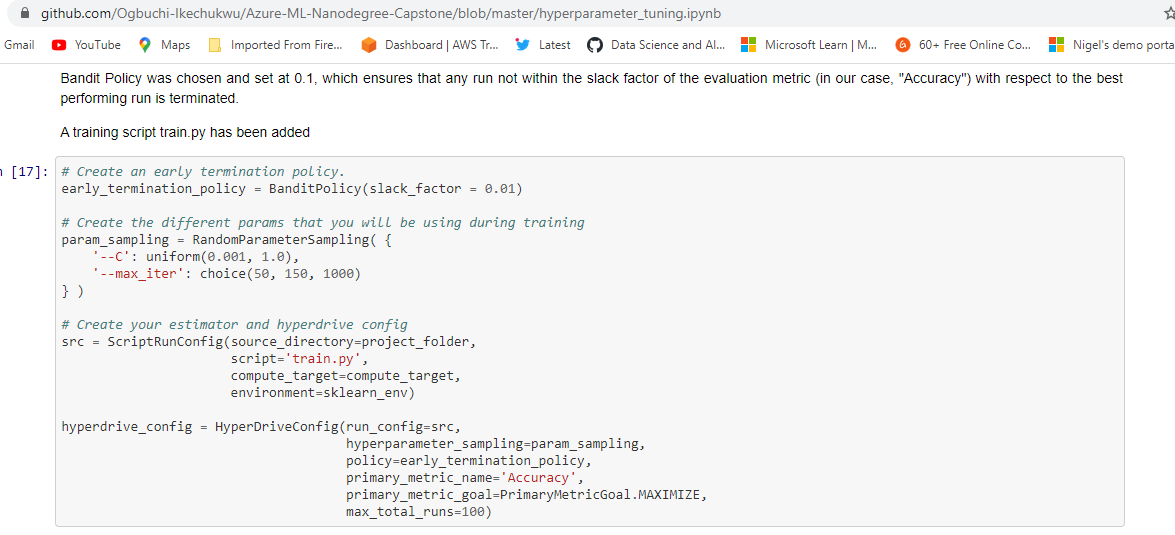 github.com/Ogbuchi-Ikechukwu/Azure-ML-Nanodegree-Capstone/blob/master/hyperparameter_tuning.ipynb
Gmail YouTube Maps Imported From Fire... Dashboard | AWS Tr... Latest Data Science and Al... Microsoft Learn | M... 60+ Free Online Co... Nigel's demo porta
Bandit Policy was chosen and set at 0.1, which ensures that any run not within the slack factor of the evaluation metric (in our case, "Accuracy") with respect to the best
performing run is terminated.
A training script train.py has been added
n [17]:
# Create an early termination policy.
early_termination_policy = BanditPolicy(slack_factor = 0.01)
# Create the different params that you will be using during training
param_sampling = RandomParameterSampling( {
    '--C': uniform(0.001, 1.0),
    '--max_iter': choice(50, 150, 1000)
} )
# Create your estimator and hyperdrive config
src = ScriptRunConfig(source_directory=project_folder,
                      script='train.py',
                      compute_target=compute_target,
                      environment=sklearn_env)
hyperdrive_config = HyperDriveConfig(run_config=src,
                                     hyperparameter_sampling=param_sampling,
                                     policy=early_termination_policy,
                                     primary_metric_name='Accuracy',
                                     primary_metric_goal=PrimaryMetricGoal.MAXIMIZE,
                                     max_total_runs=100)